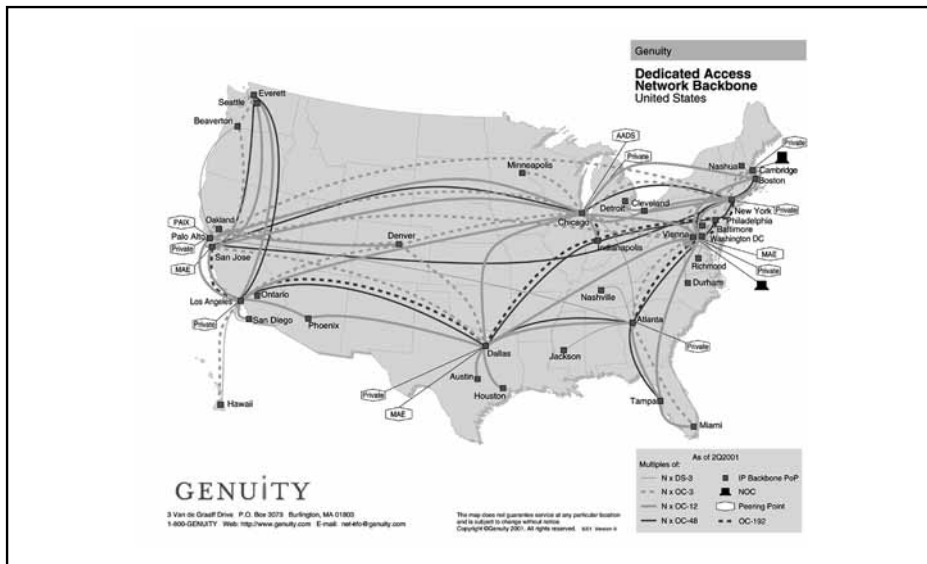 Genuity
Dedicated Access
Network Backbone
United States
Everett
Seattle
Beaverton
AADS
Private
Minneapolis
Nashua
Private
Cambridge
Boston
Detroit
Cleveland
Chicago
New York
Private
Philadelphia
Baltimore
Washington DC
Vienna
PAIX
Oakland
Palo Alto
Private
San Jose
MAE
Denver
Indianapolis
MAE
Private
Richmond
Durham
Los Angeles
Ontario
Private
San Diego
Phoenix
Nashville
Atlanta
Private
Dallas
Jackson
Austin
Houston
Private
MAE
Hawaii
Tampa
Miami
As of 2Q2001
Multiples of:
N x DS-3
IP Backbone PoP
N x OC-3
NOC
N x OC-12
Peering Point
N x OC-48
OC-192
GENUiTY
3 Van de Graaff Drive P.O. Box 3073 Burlington, MA 01803
1-800-GENUITY Web: http://www.genuity.com E-mail: net-info@genuity.com
The map does not guarantee service at any particular location
and is subject to change without notice.
Copyright ©Genuity 2001. All rights reserved.